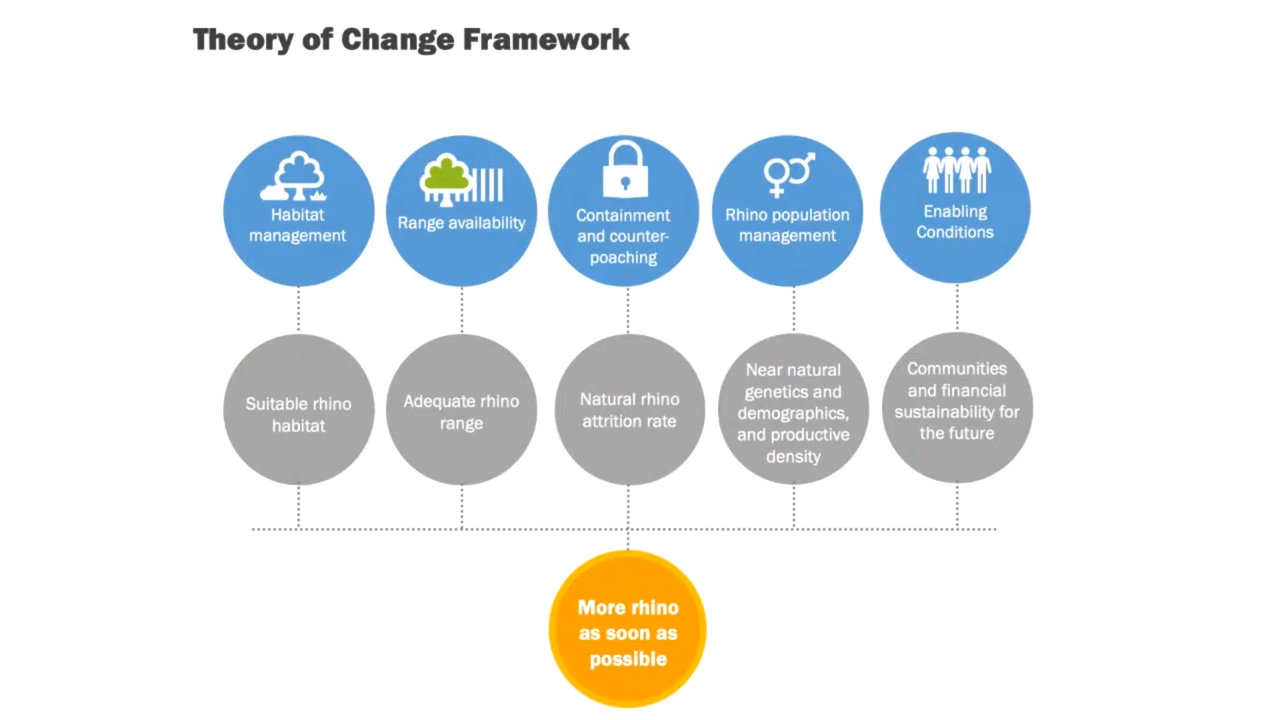 Theory of Change Framework
Habitat
management
Range availability
Containment
and counter-
poaching
Rhino population
management
Enabling
Conditions
Suitable rhino
habitat
Adequate rhino
range
Natural rhino
attrition rate
Near natural
genetics and
demographics,
and productive
density
Communities
and financial
sustainability for
the future
More rhino
as soon as
possible